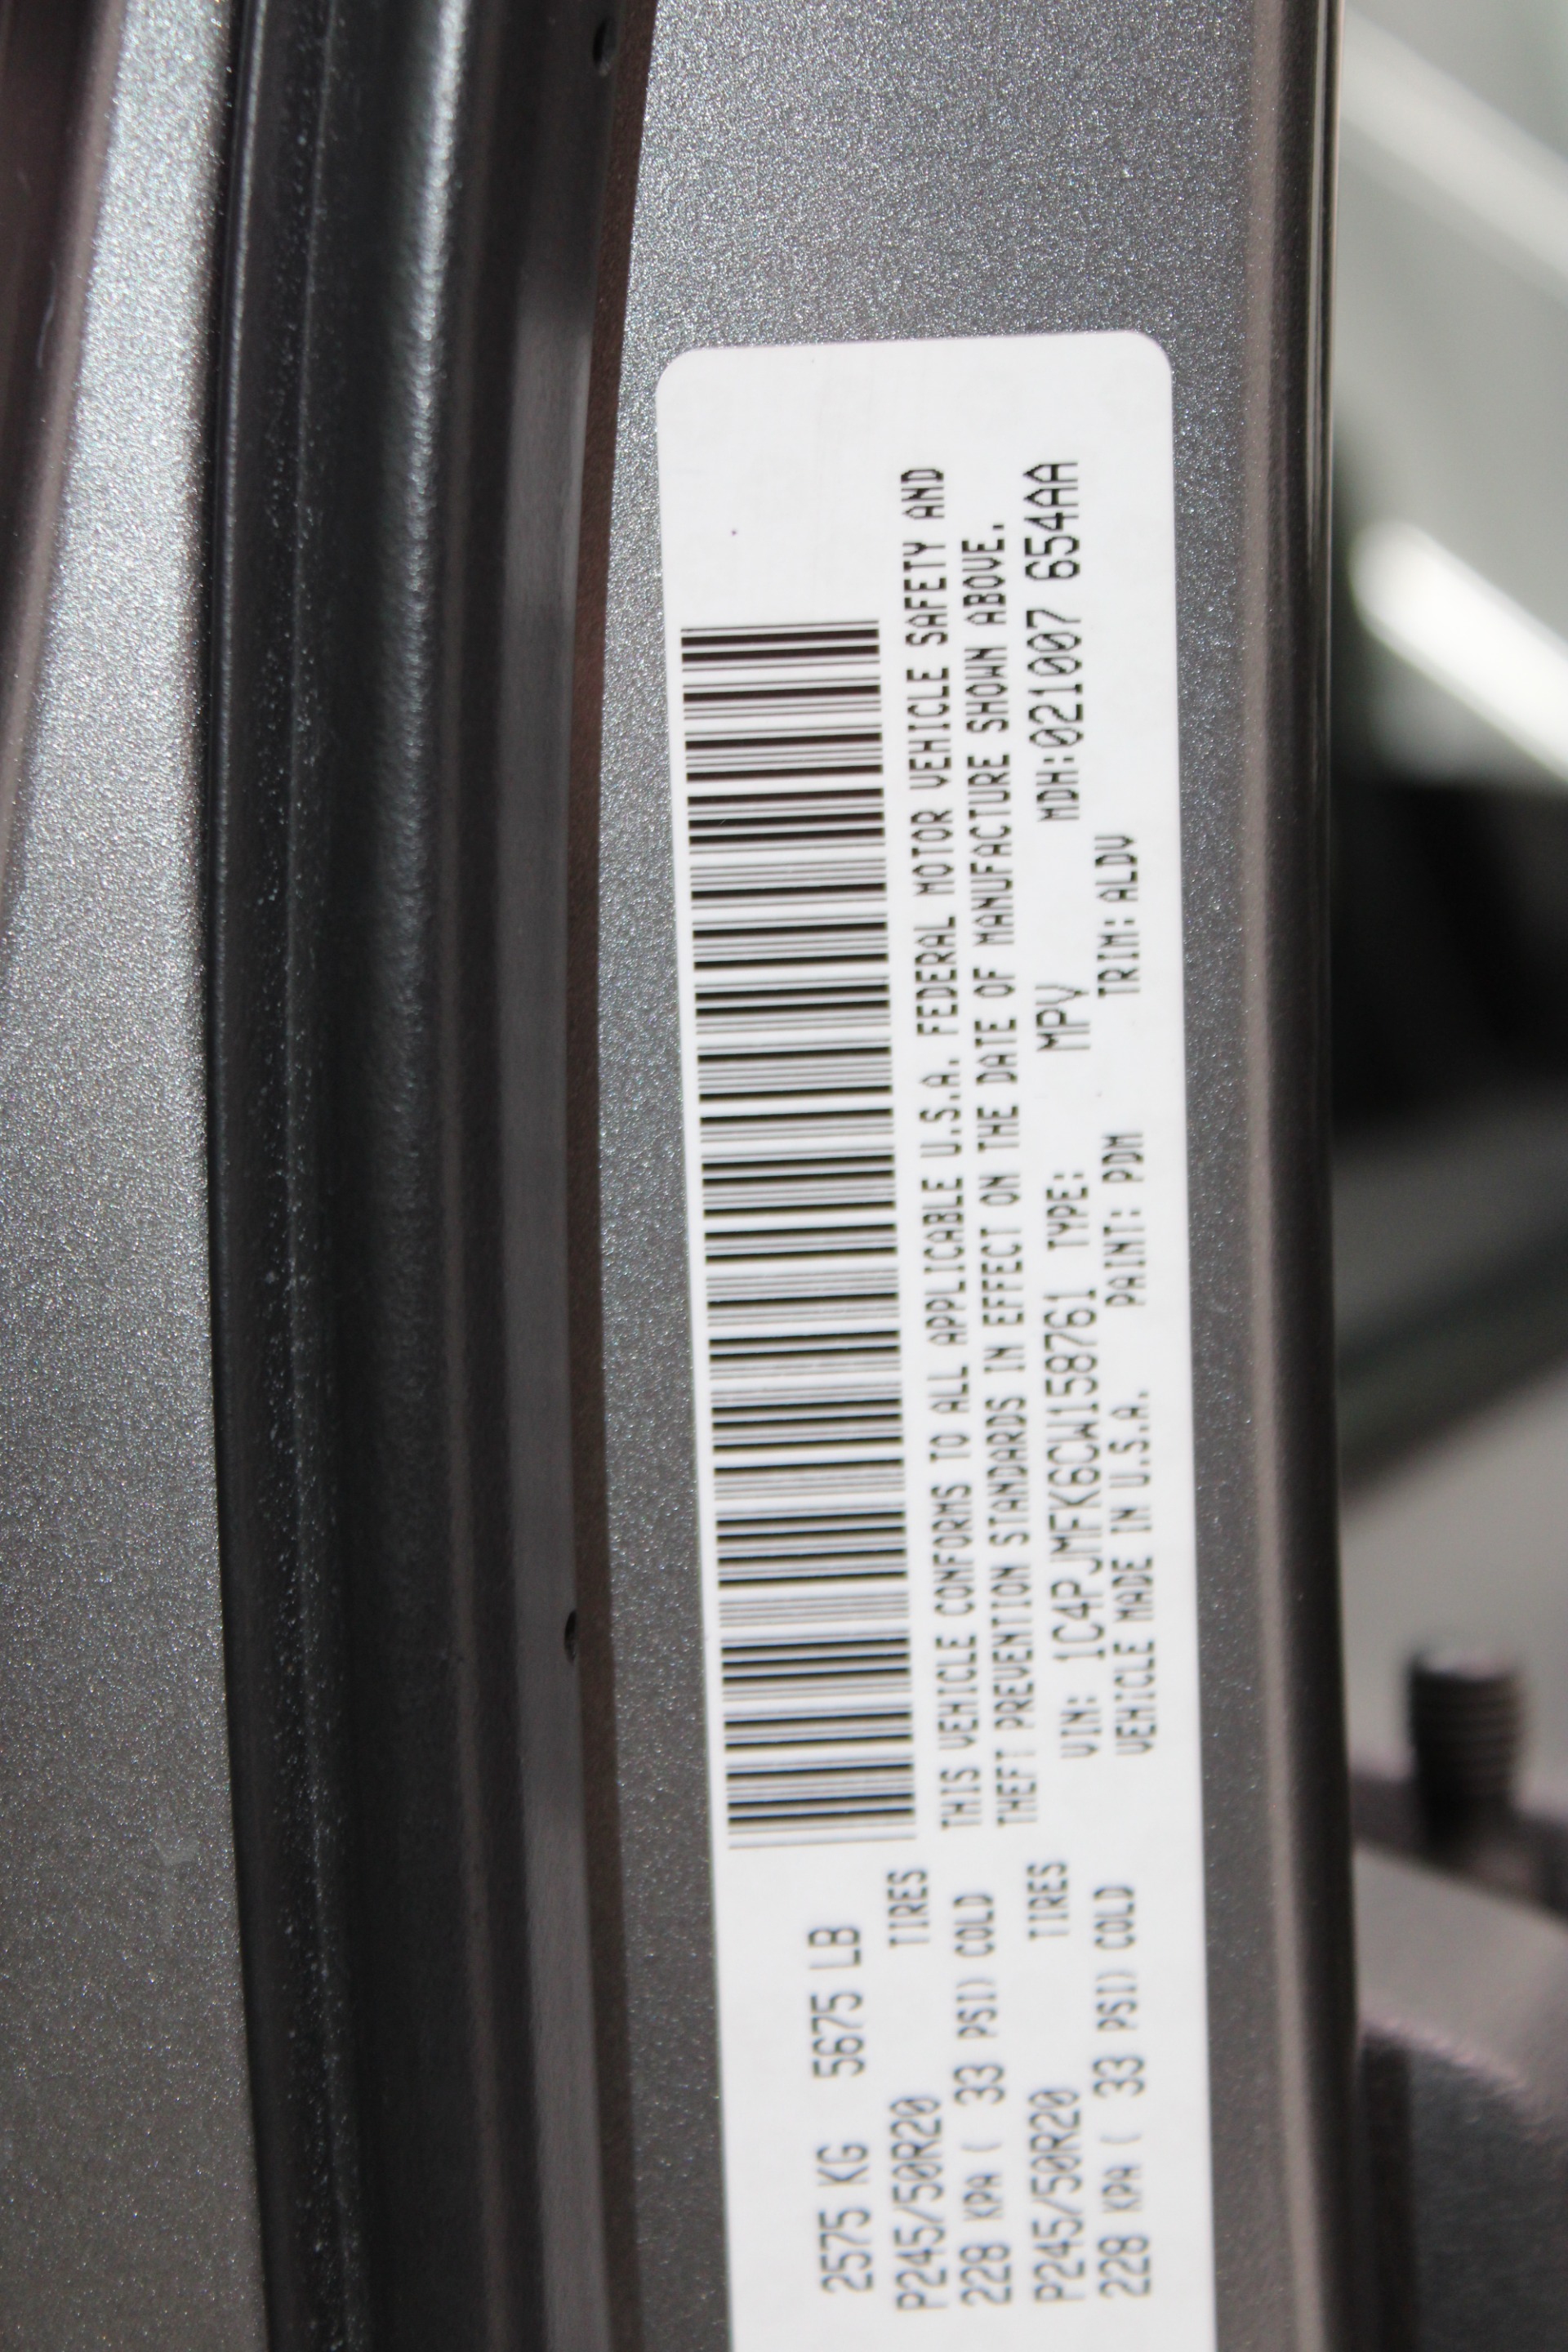 2575 KG 5675 LB
P245/50R20 TIRES
228 KPA ( 33 PSI) COLD
P245/50R20 TIRES
228 KPA ( 33 PSI) COLD
THIS VEHICLE CONFORMS TO ALL APPLICABLE U.S.A. FEDERAL MOTOR VEHICLE SAFETY AND
THEFT PREVENTION STANDARDS IN EFFECT ON THE DATE OF MANUFACTURE SHOWN ABOVE.
VIN: 1C4PJMFK6CW158761 TYPE: MPV MDH:021007 654AA
VEHICLE MADE IN U.S.A. PAINT: PDM TRIM: ALDV